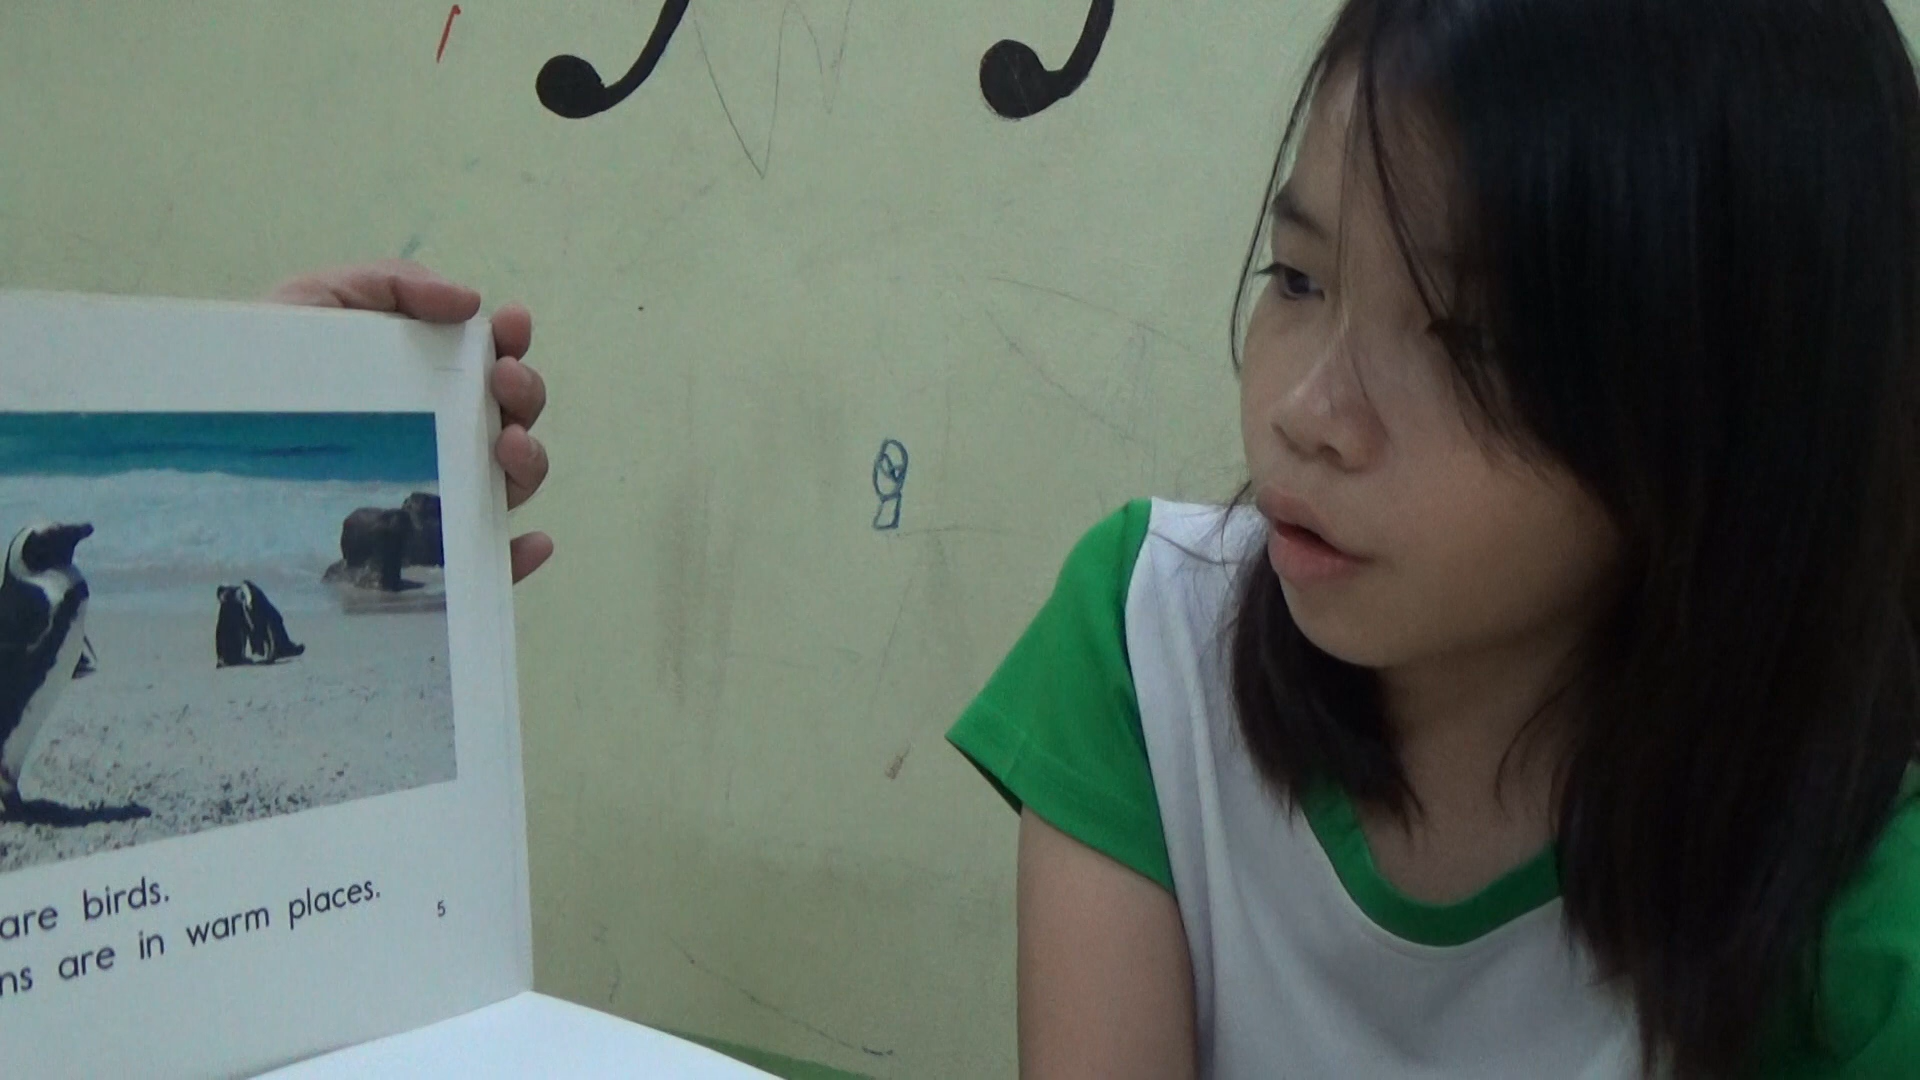 are birds.
ns are in warm places.
5